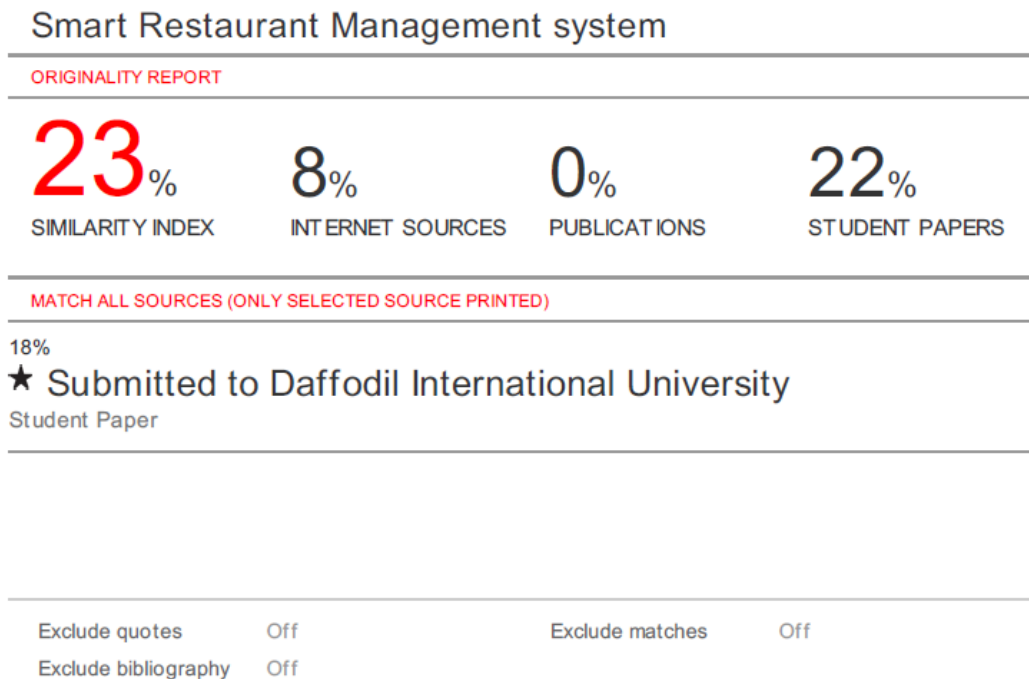 Smart Restaurant Management system
ORIGINALITY REPORT
23% 8% 0% 22%
SIMILARITY INDEX INTERNET SOURCES PUBLICATIONS STUDENT PAPERS
MATCH ALL SOURCES (ONLY SELECTED SOURCE PRINTED)
18%
★ Submitted to Daffodil International University
Student Paper
Exclude quotes Off Exclude matches Off
Exclude bibliography Off